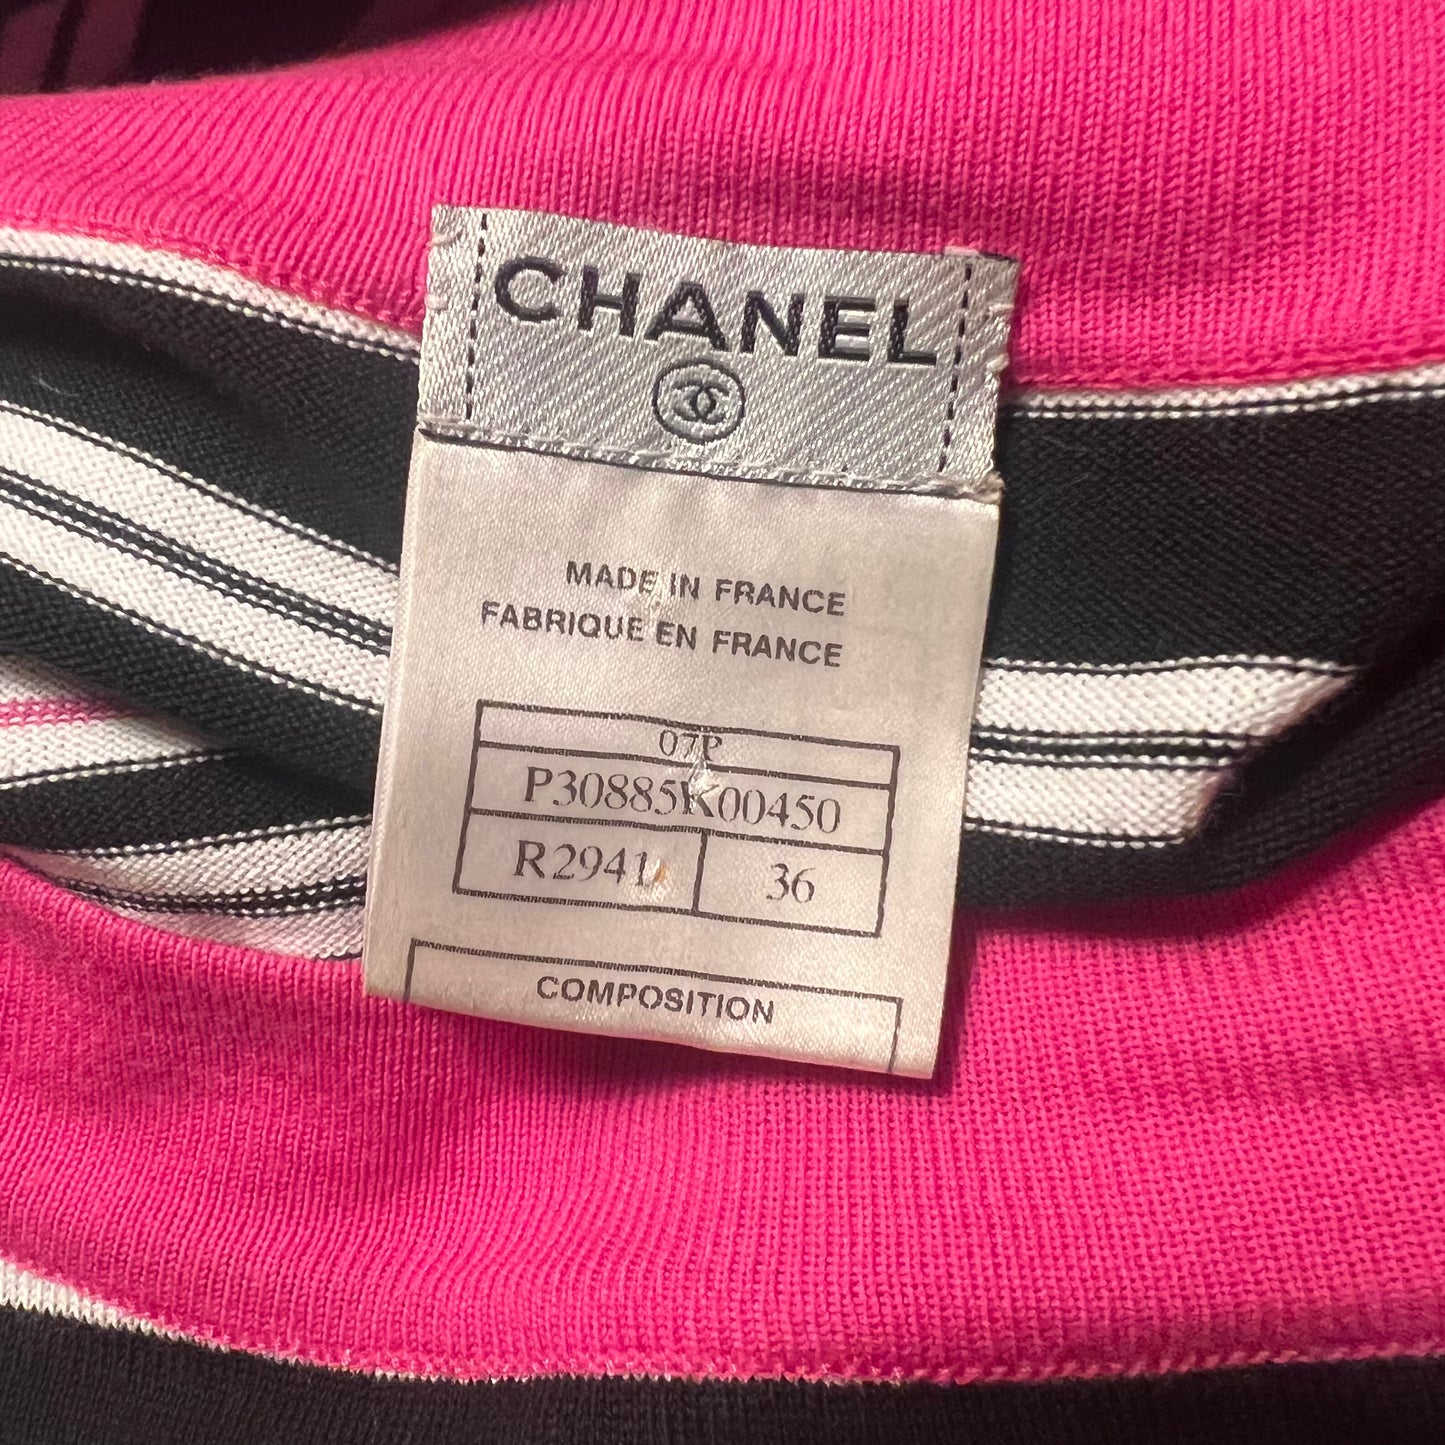 CHANEL
MADE IN FRANCE
FABRIQUE EN FRANCE
07P
P30885K00450
R2941 36
COMPOSITION